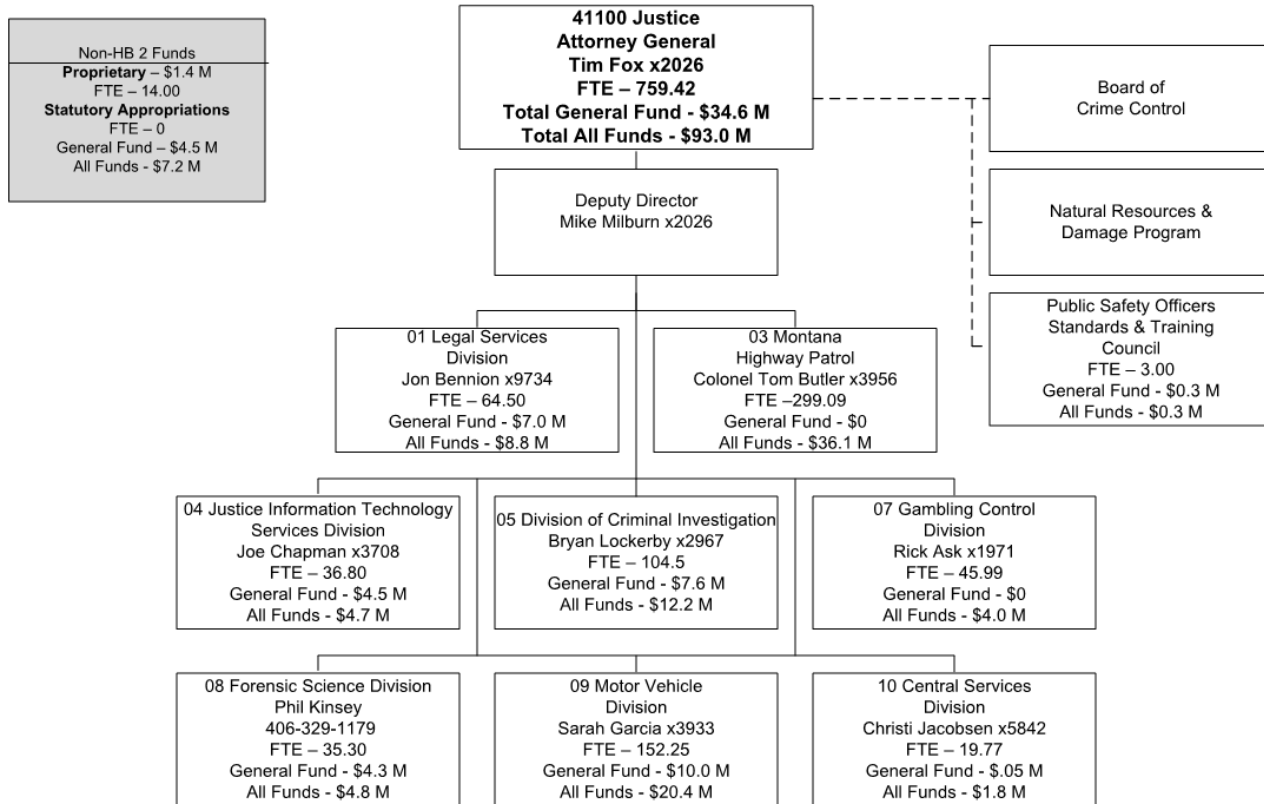 Non-HB 2 Funds
Proprietary – $1.4 M
FTE – 14.00
Statutory Appropriations
FTE – 0
General Fund – $4.5 M
All Funds - $7.2 M
41100 Justice
Attorney General
Tim Fox x2026
FTE – 759.42
Total General Fund - $34.6 M
Total All Funds - $93.0 M
Board of
Crime Control
Deputy Director
Mike Milburn x2026
Natural Resources &
Damage Program
Public Safety Officers
Standards & Training
Council
FTE – 3.00
General Fund - $0.3 M
All Funds - $0.3 M
01 Legal Services
Division
Jon Bennion x9734
FTE – 64.50
General Fund - $7.0 M
All Funds - $8.8 M
03 Montana
Highway Patrol
Colonel Tom Butler x3956
FTE –299.09
General Fund - $0
All Funds - $36.1 M
04 Justice Information Technology
Services Division
Joe Chapman x3708
FTE – 36.80
General Fund - $4.5 M
All Funds - $4.7 M
05 Division of Criminal Investigation
Bryan Lockerby x2967
FTE – 104.5
General Fund - $7.6 M
All Funds - $12.2 M
07 Gambling Control
Division
Rick Ask x1971
FTE – 45.99
General Fund - $0
All Funds - $4.0 M
08 Forensic Science Division
Phil Kinsey
406-329-1179
FTE – 35.30
General Fund - $4.3 M
All Funds - $4.8 M
09 Motor Vehicle
Division
Sarah Garcia x3933
FTE – 152.25
General Fund - $10.0 M
All Funds - $20.4 M
10 Central Services
Division
Christi Jacobsen x5842
FTE – 19.77
General Fund - $.05 M
All Funds - $1.8 M